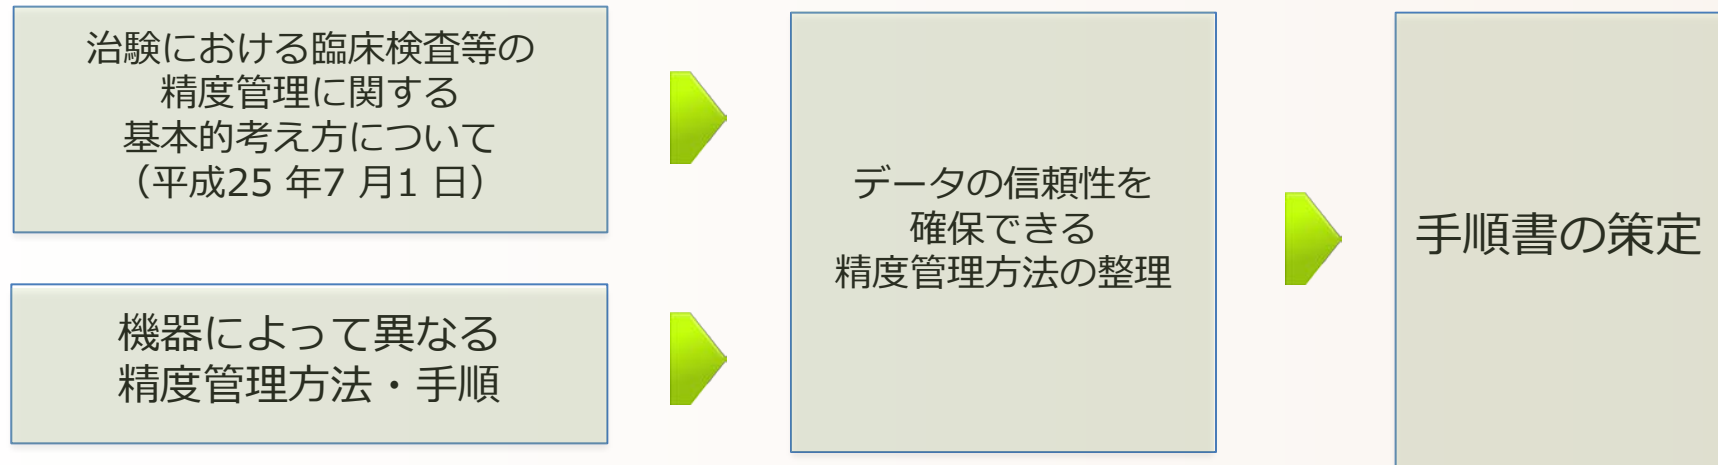 治験における臨床検査等の
精度管理に関する
基本的考え方について
（平成25 年7 月1 日）
機器によって異なる
精度管理方法・手順
データの信頼性を
確保できる
精度管理方法の整理
手順書の策定